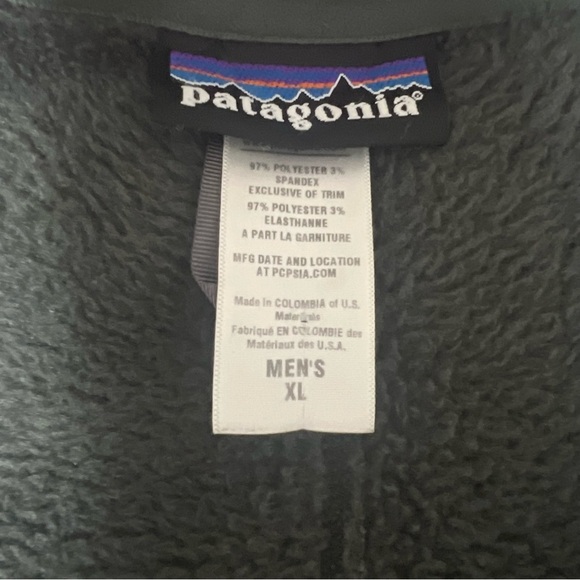 patagonia®
97% POLYESTER 3%
SPANDEX
EXCLUSIVE OF TRIM
97% POLYESTER 3%
ELASTHANNE
A PART LA GARNITURE
MFG DATE AND LOCATION
AT PCPSIA.COM
Made in COLOMBIA of U.S.
Materials
Fabriqué EN COLOMBIE des
Matériaux des U.S.A.
MEN'S
XL